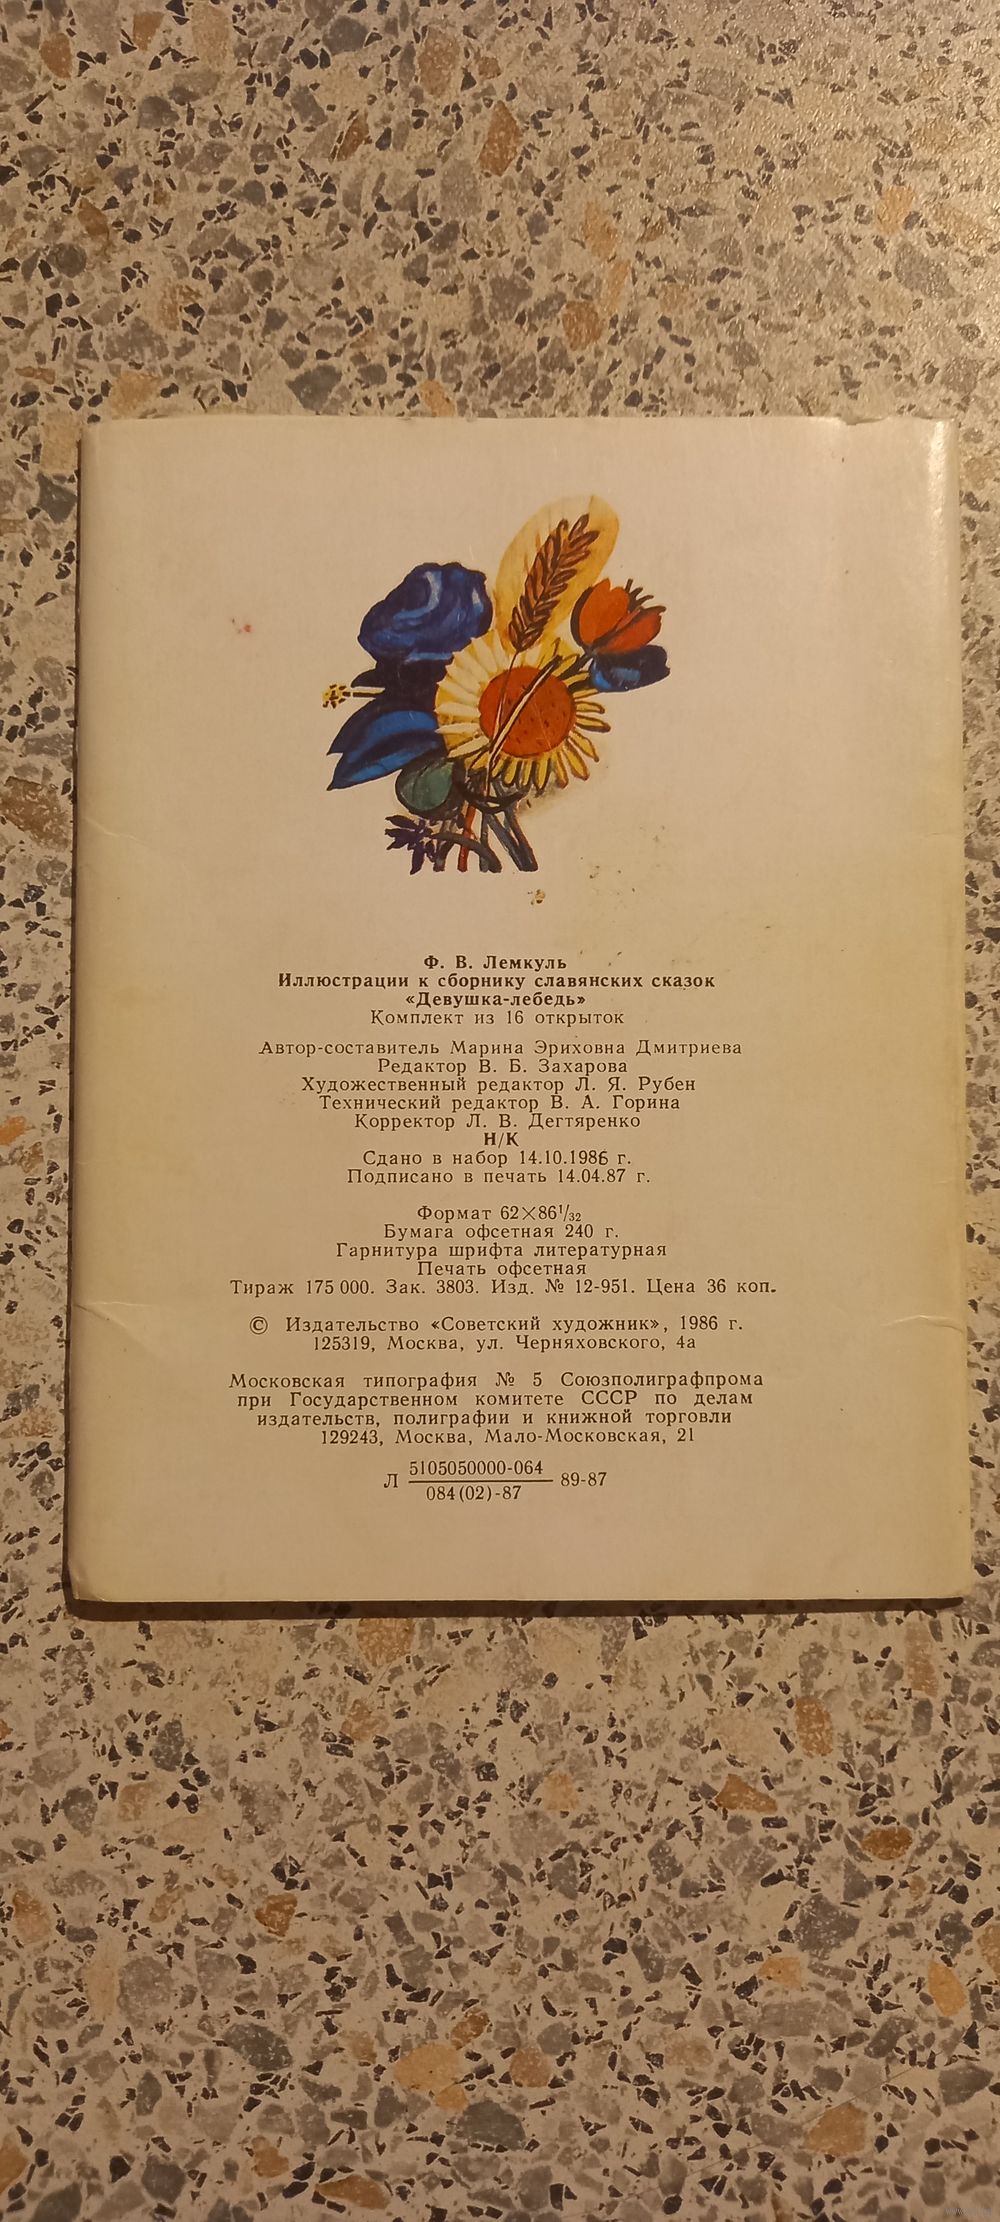 Ф. В. Лемкуль
Иллюстрации к сборнику славянских сказок
«Девушка-лебедь»
Комплект из 16 открыток
Автор-составитель Марина Эриховна Дмитриева
Редактор В. Б. Захарова
Художественный редактор Л. Я. Рубен
Технический редактор В. А. Горина
Корректор Л. В. Дегтяренко
Н/К
Сдано в набор 14.10.1986 г.
Подписано в печать 14.04.87 г.
Формат 62×86¹/₃₂
Бумага офсетная 240 г.
Гарнитура шрифта литературная
Печать офсетная
Тираж 175 000. Зак. 3803. Изд. № 12-951. Цена 36 коп.
© Издательство «Советский художник», 1986 г.
125319, Москва, ул. Черняховского, 4а
Московская типография № 5 Союзполиграфпрома
при Государственном комитете СССР по делам
издательств, полиграфии и книжной торговли
129243, Москва, Мало-Московская, 21
5105050000-064
Л 89-87
084(02)-87